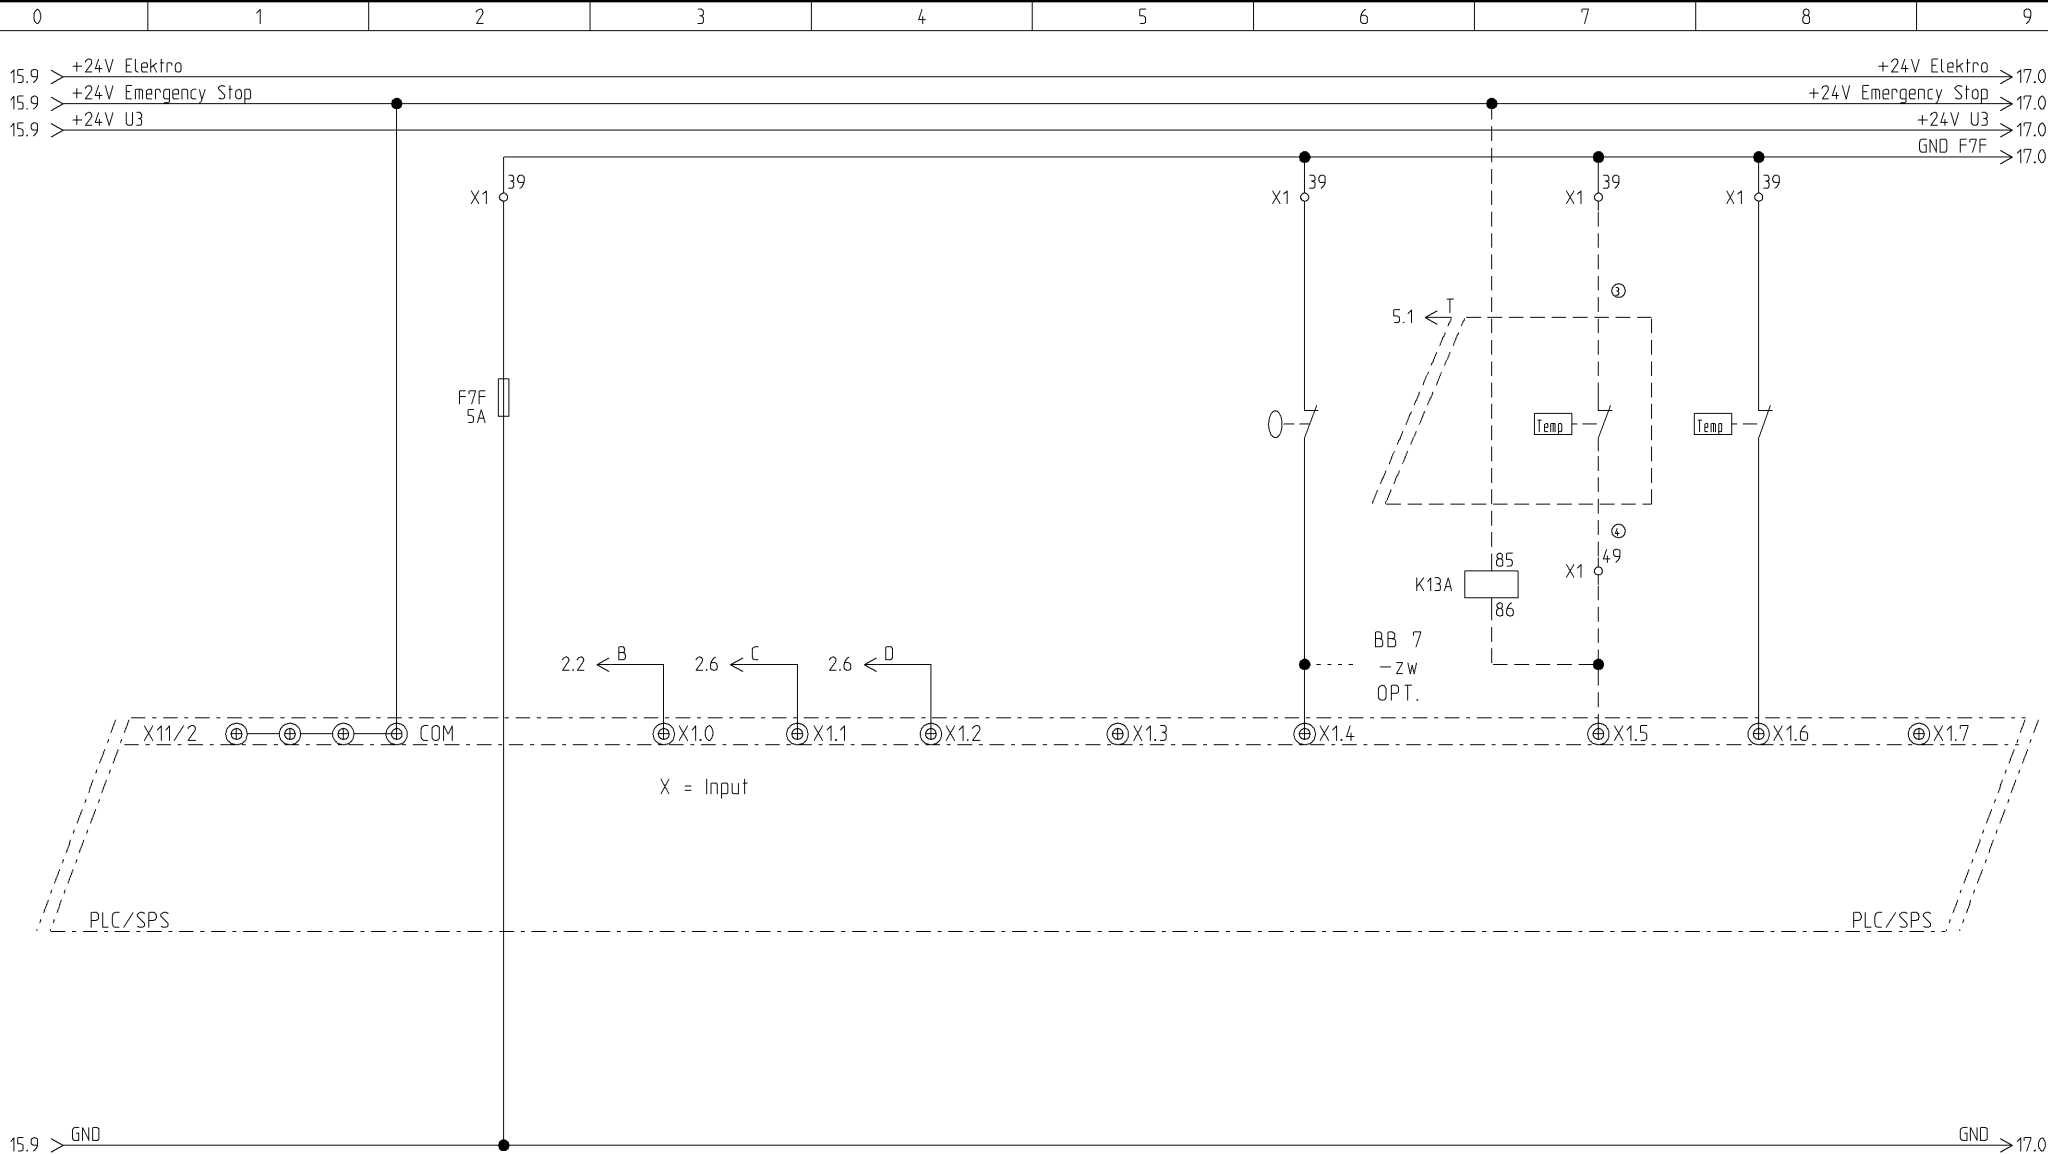 0 1 2 3 4 5 6 7 8 9
+24V Elektro +24V Elektro
15.9 17.0
+24V Emergency Stop +24V Emergency Stop
15.9 17.0
+24V U3 +24V U3
15.9 17.0
GND F7F
17.0
39 39 39 39
X1 X1 X1 X1
3
T
5.1
F7F
5A
Temp Temp
4
49
85
X1
K13A
86
BB 7
-zw
OPT.
B C D
2.2 2.6 2.6
X11/2 COM X1.0 X1.1 X1.2 X1.3 X1.4 X1.5 X1.6 X1.7
X = Input
PLC/SPS PLC/SPS
GND GND
15.9 17.0